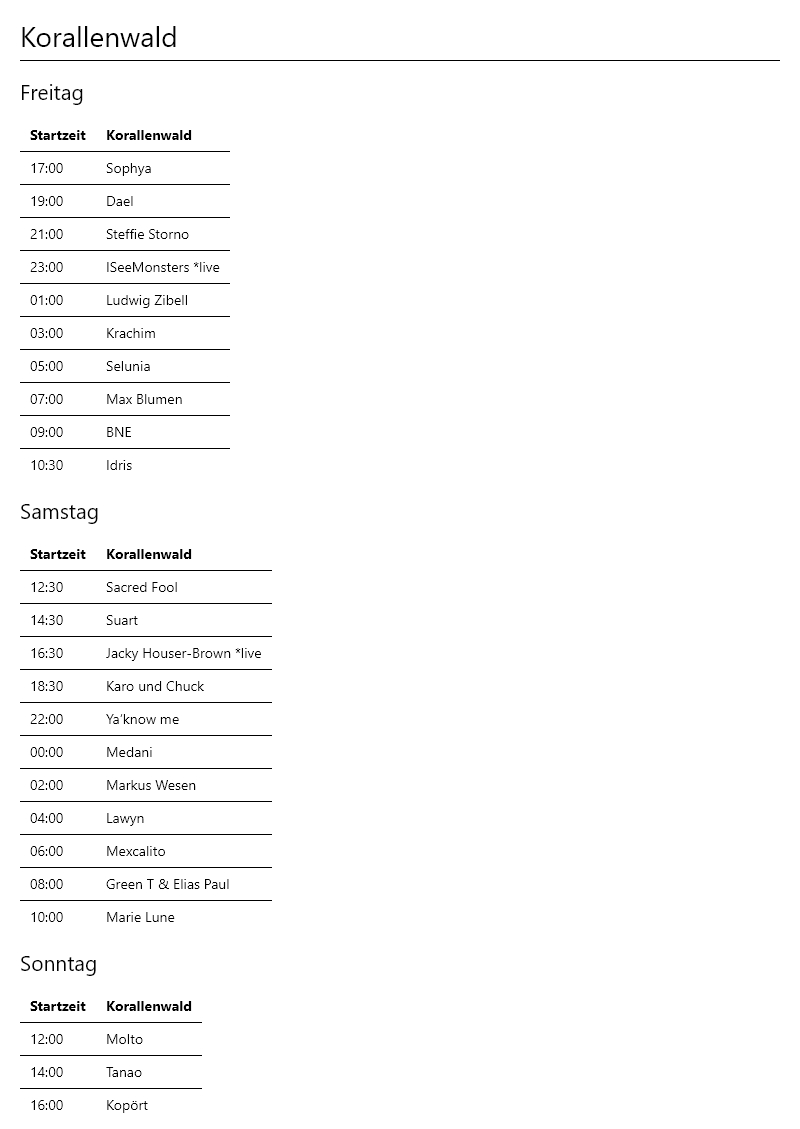 Korallenwald
Freitag
Startzeit Korallenwald
17:00 Sophya
19:00 Dael
21:00 Steffie Storno
23:00 ISeeMonsters *live
01:00 Ludwig Zibell
03:00 Krachim
05:00 Selunia
07:00 Max Blumen
09:00 BNE
10:30 Idris
Samstag
Startzeit Korallenwald
12:30 Sacred Fool
14:30 Suart
16:30 Jacky Houser-Brown *live
18:30 Karo und Chuck
22:00 Ya’know me
00:00 Medani
02:00 Markus Wesen
04:00 Lawyn
06:00 Mexcalito
08:00 Green T & Elias Paul
10:00 Marie Lune
Sonntag
Startzeit Korallenwald
12:00 Molto
14:00 Tanao
16:00 Kopört